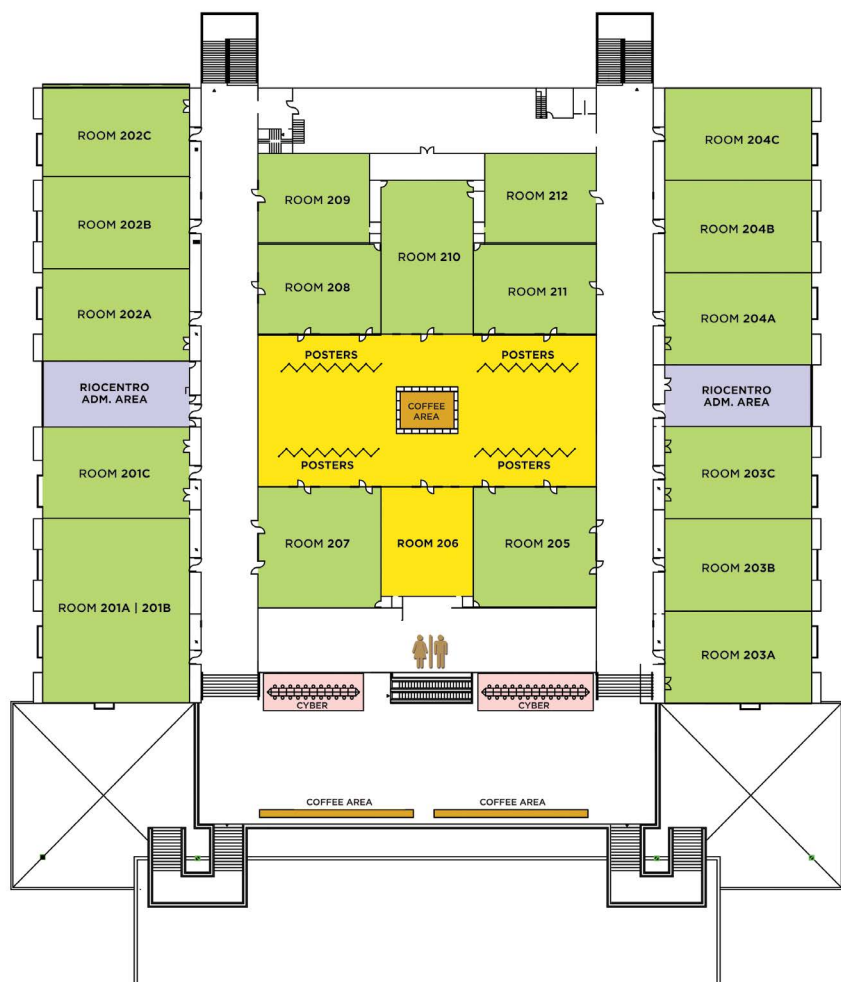 ROOM 202C
ROOM 204C
ROOM 209
ROOM 212
ROOM 202B
ROOM 204B
ROOM 210
ROOM 208
ROOM 211
ROOM 202A
ROOM 204A
POSTERS
POSTERS
RIOCENTRO
ADM. AREA
RIOCENTRO
ADM. AREA
COFFEE
AREA
POSTERS
POSTERS
ROOM 201C
ROOM 203C
ROOM 207
ROOM 206
ROOM 205
ROOM 203B
ROOM 201A | 201B
ROOM 203A
CYBER
CYBER
COFFEE AREA
COFFEE AREA